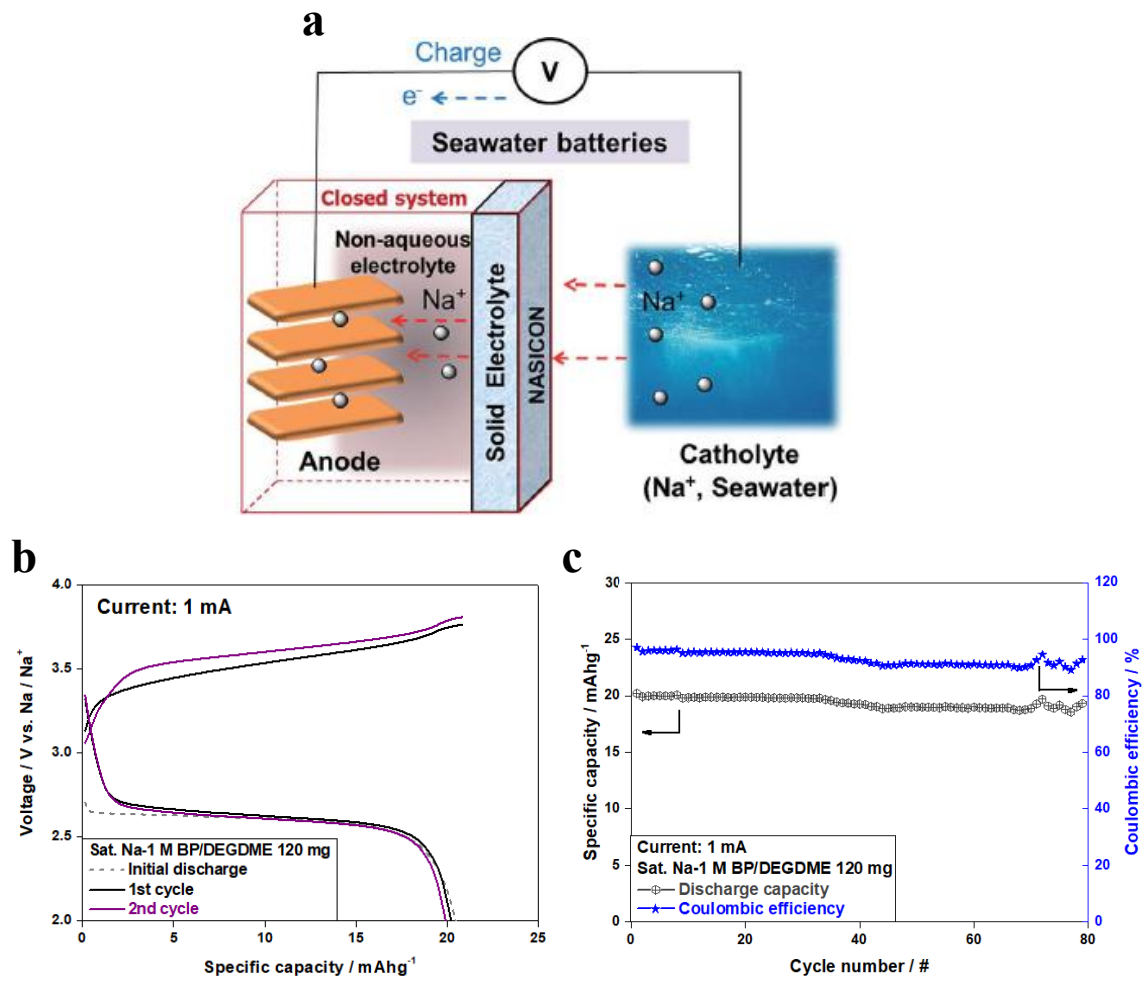 a
Charge
V
e⁻
Seawater batteries
Closed system
Non-aqueous
electrolyte
Na⁺
Solid Electrolyte
NASICON
Na⁺
Anode
Catholyte
(Na⁺, Seawater)
b
Current: 1 mA
Voltage / V vs. Na / Na⁺
4.0
3.5
3.0
2.5
2.0
Sat. Na-1 M BP/DEGDME 120 mg
Initial discharge
1st cycle
2nd cycle
0 5 10 15 20 25
Specific capacity / mAhg⁻¹
c
Specific capacity / mAhg⁻¹
30
25
20
15
10
5
0
120
100
80
60
40
20
0
Coulombic efficiency / %
Current: 1 mA
Sat. Na-1 M BP/DEGDME 120 mg
Discharge capacity
Coulombic efficiency
0 20 40 60 80
Cycle number / #